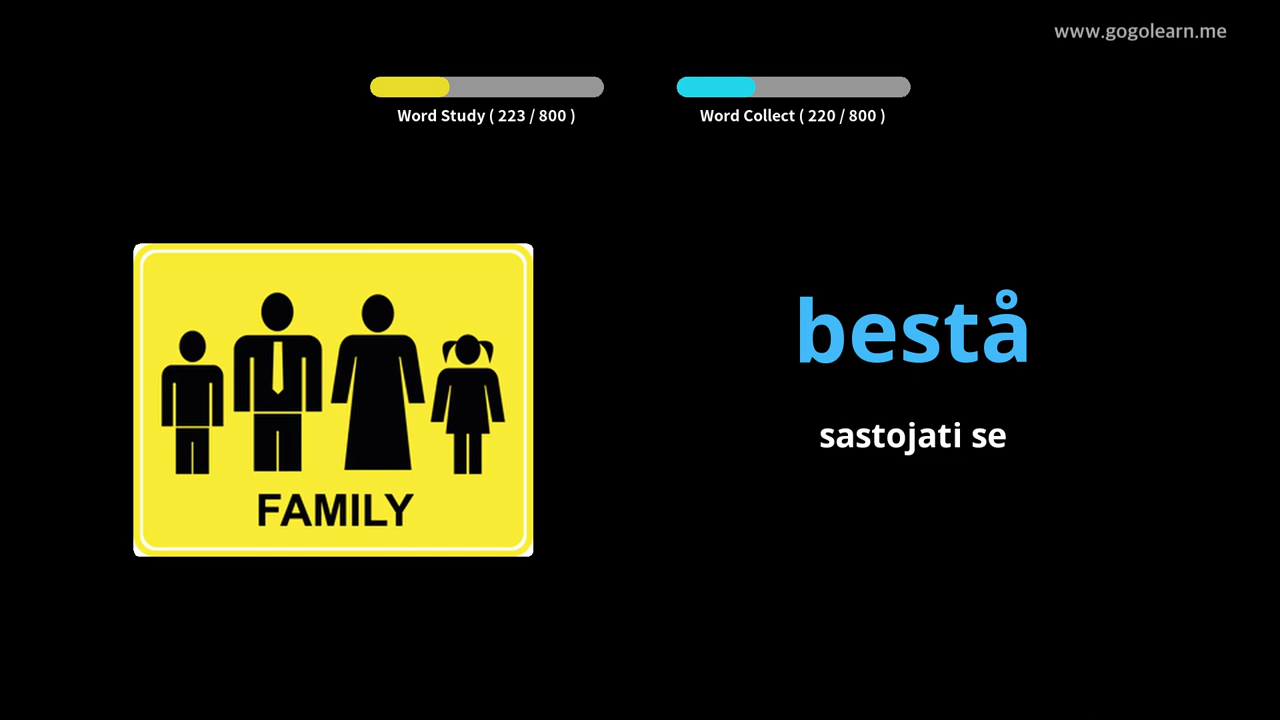 www.gogolearn.me
Word Study ( 223 / 800 )
Word Collect ( 220 / 800 )
bestå
sastojati se
FAMILY